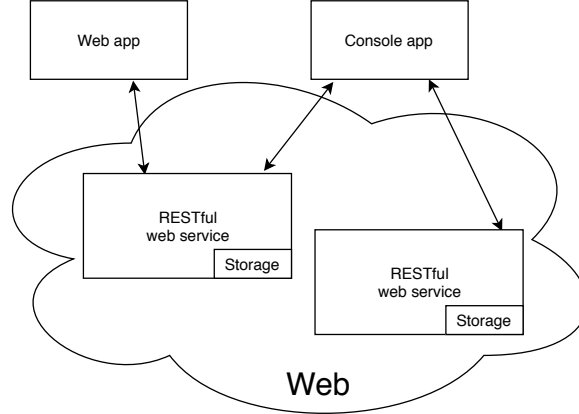 Web app
Console app
RESTful
web service
Storage
RESTful
web service
Storage
Web